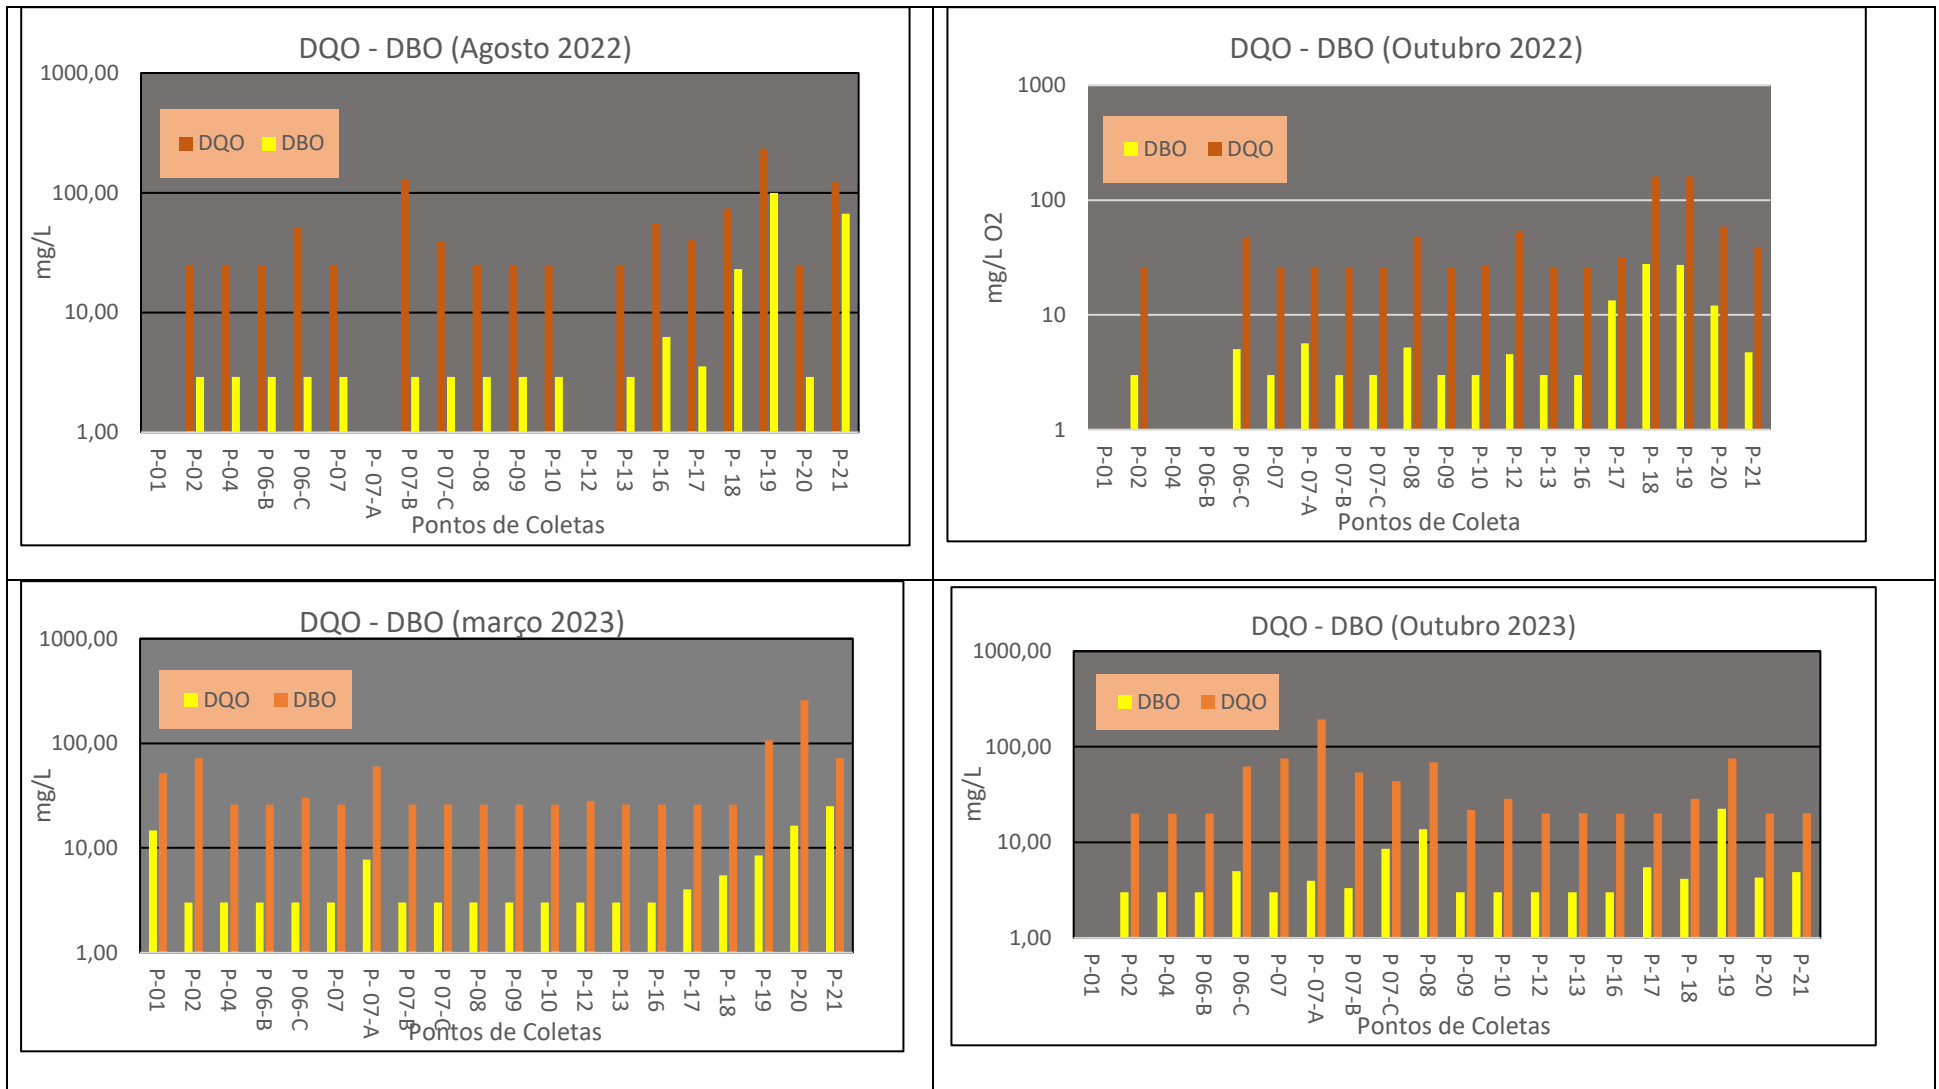 DQO - DBO (Agosto 2022)
1000,00
100,00
10,00
1,00
mg/L
DQO DBO
P-01 P-02 P-04 P 06-B P 06-C P-07 P- 07-A P 07-B P 07-C P-08 P-09 P-10 P-12 P-13 P-16 P-17 P- 18 P-19 P-20 P-21
Pontos de Coletas
DQO - DBO (Outubro 2022)
1000
100
10
1
mg/L O2
DBO DQO
P-01 P-02 P-04 P 06-B P 06-C P-07 P- 07-A P 07-B P 07-C P-08 P-09 P-10 P-12 P-13 P-16 P-17 P- 18 P-19 P-20 P-21
Pontos de Coleta
DQO - DBO (março 2023)
1000,00
100,00
10,00
1,00
mg/L
DQO DBO
P-01 P-02 P-04 P 06-B P 06-C P-07 P- 07-A P 07-B P 07-C P-08 P-09 P-10 P-12 P-13 P-16 P-17 P- 18 P-19 P-20 P-21
Pontos de Coletas
DQO - DBO (Outubro 2023)
1000,00
100,00
10,00
1,00
mg/L
DBO DQO
P-01 P-02 P-04 P 06-B P 06-C P-07 P- 07-A P 07-B P 07-C P-08 P-09 P-10 P-12 P-13 P-16 P-17 P- 18 P-19 P-20 P-21
Pontos de Coletas